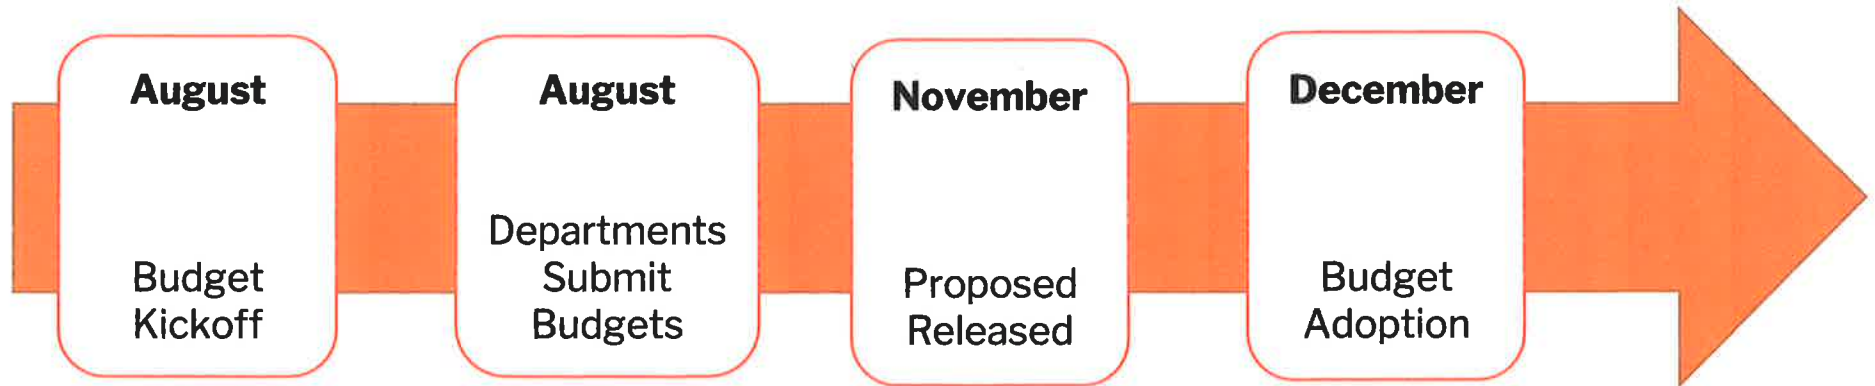 August
Budget
Kickoff
August
Departments
Submit
Budgets
November
Proposed
Released
December
Budget
Adoption